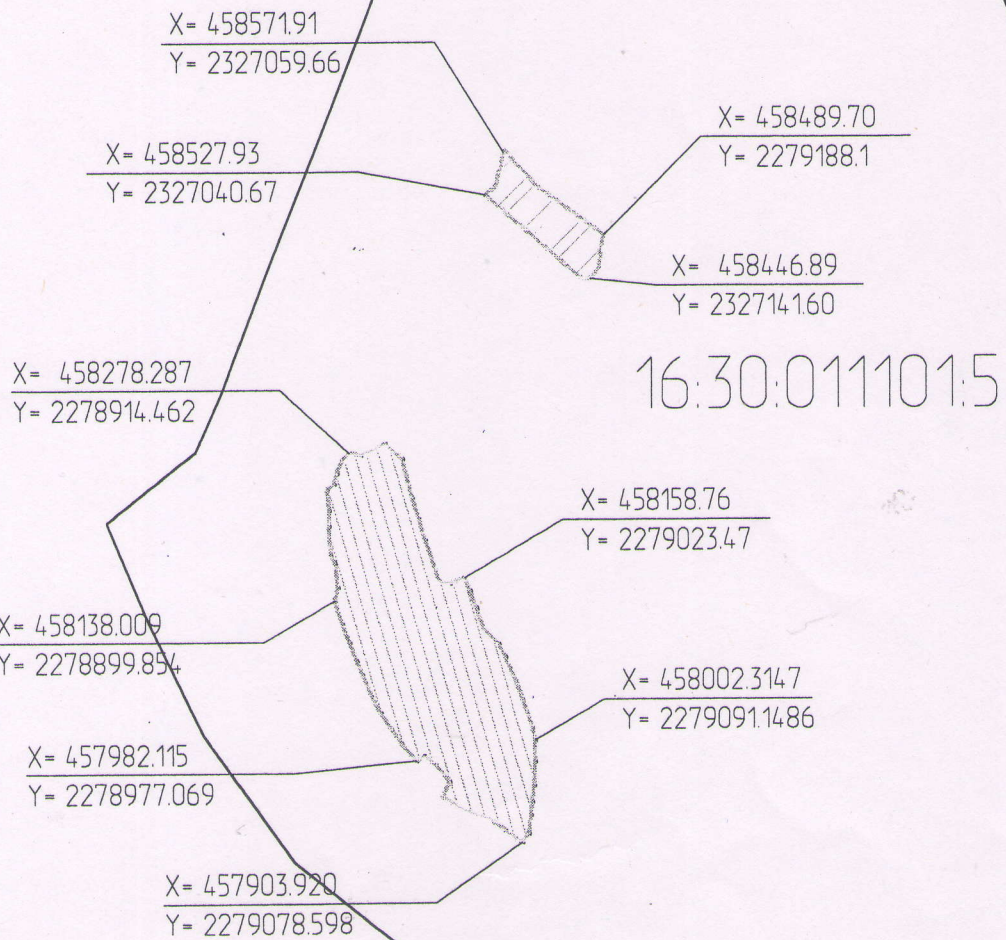 X= 458571.91
Y= 2327059.66
X= 458489.70
Y= 2279188.1
X= 458527.93
Y= 2327040.67
X= 458446.89
Y= 2327141.60
16:30:011101:5
X= 458278.287
Y= 2278914.462
X= 458158.76
Y= 2279023.47
X= 458138.009
Y= 2278899.854
X= 458002.3147
Y= 2279091.1486
X= 457982.115
Y= 2278977.069
X= 457903.920
Y= 2279078.598